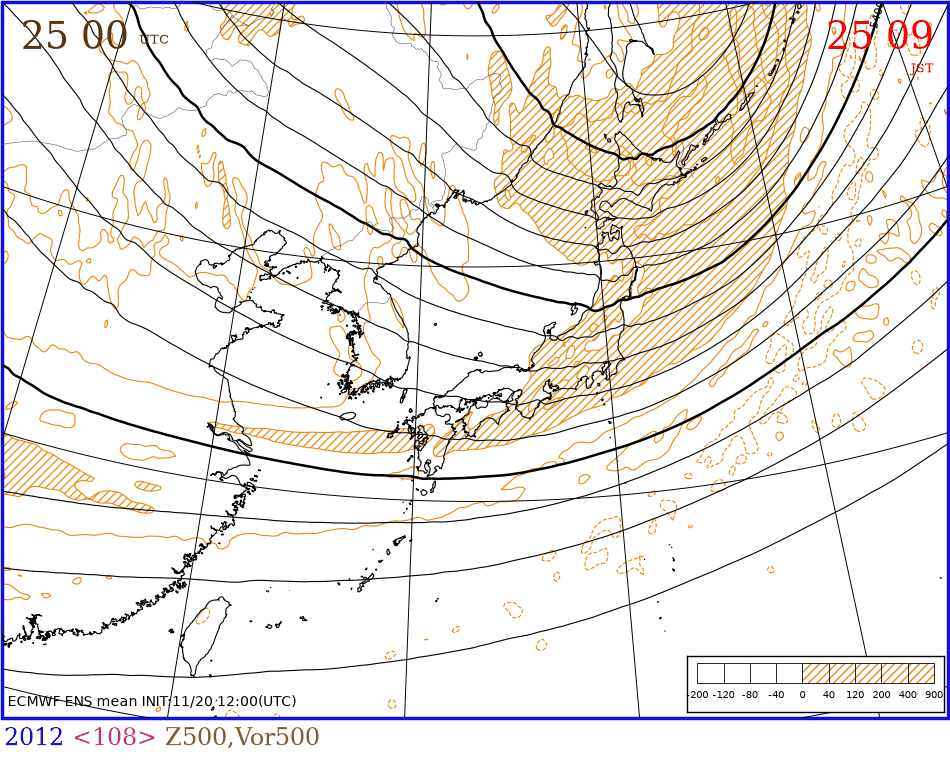 25 00 UTC
25 09
JST
-200 -120 -80 -40 0 40 120 200 400 900
ECMWF ENS mean INIT:11/20 12:00(UTC)
2012 <108> Z500,Vor500